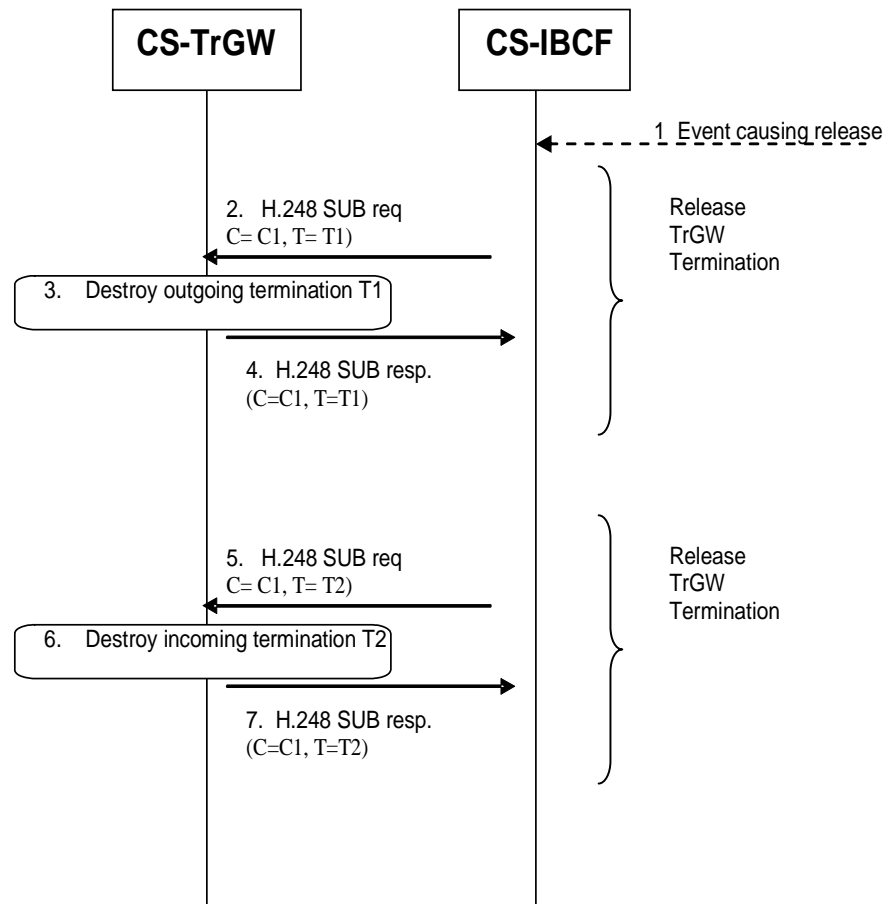 CS-TrGW
CS-IBCF
1 Event causing release
2. H.248 SUB req
C= C1, T= T1)
Release
TrGW
Termination
3. Destroy outgoing termination T1
4. H.248 SUB resp.
(C=C1, T=T1)
5. H.248 SUB req
C= C1, T= T2)
Release
TrGW
Termination
6. Destroy incoming termination T2
7. H.248 SUB resp.
(C=C1, T=T2)